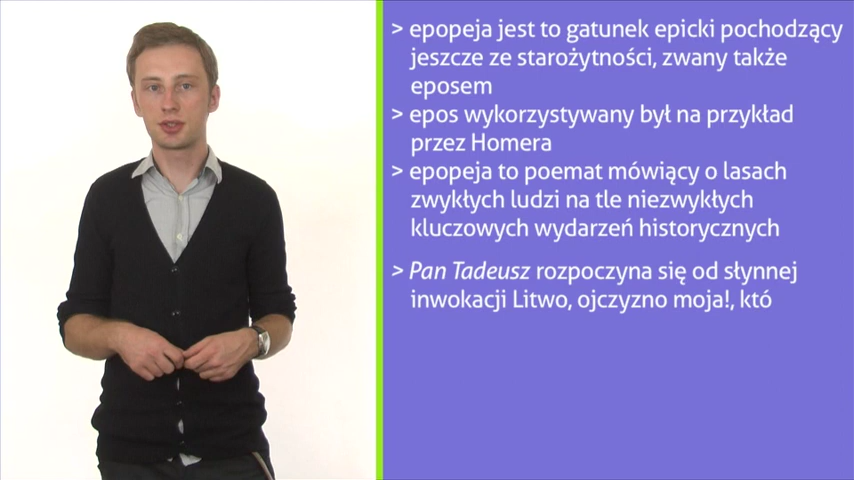 > epopeja jest to gatunek epicki pochodzący
jeszcze ze starożytności, zwany także
eposem
> epos wykorzystywany był na przykład
przez Homera
> epopeja to poemat mówiący o lasach
zwykłych ludzi na tle niezwykłych
kluczowych wydarzeń historycznych
> Pan Tadeusz rozpoczyna się od słynnej
inwokacji Litwo, ojczyzno moja!, któ